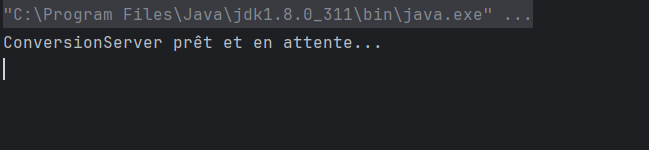 "C:\Program Files\Java\jdk1.8.0_311\bin\java.exe" ...
ConversionServer prêt et en attente...